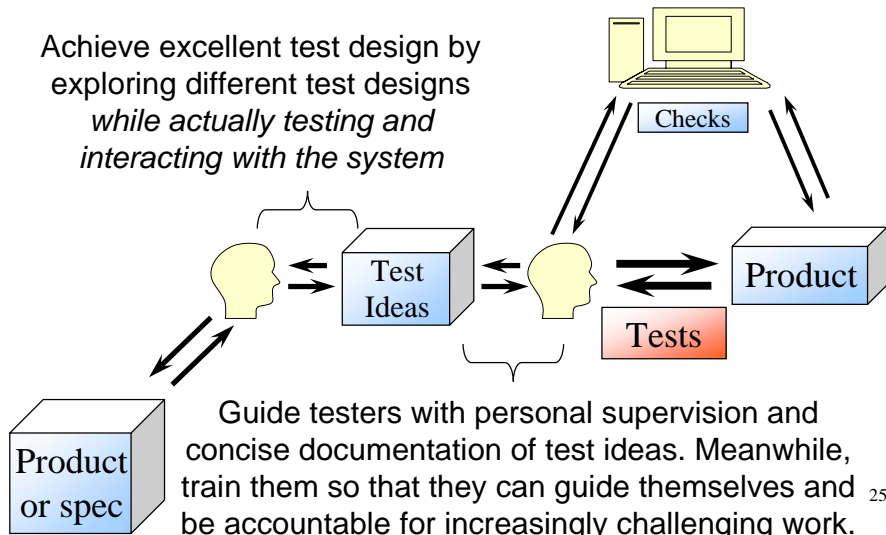 Achieve excellent test design by
exploring different test designs
while actually testing and
interacting with the system
Checks
Test
Ideas
Product
Tests
Product
or spec
Guide testers with personal supervision and
concise documentation of test ideas. Meanwhile,
train them so that they can guide themselves and
be accountable for increasingly challenging work.
25